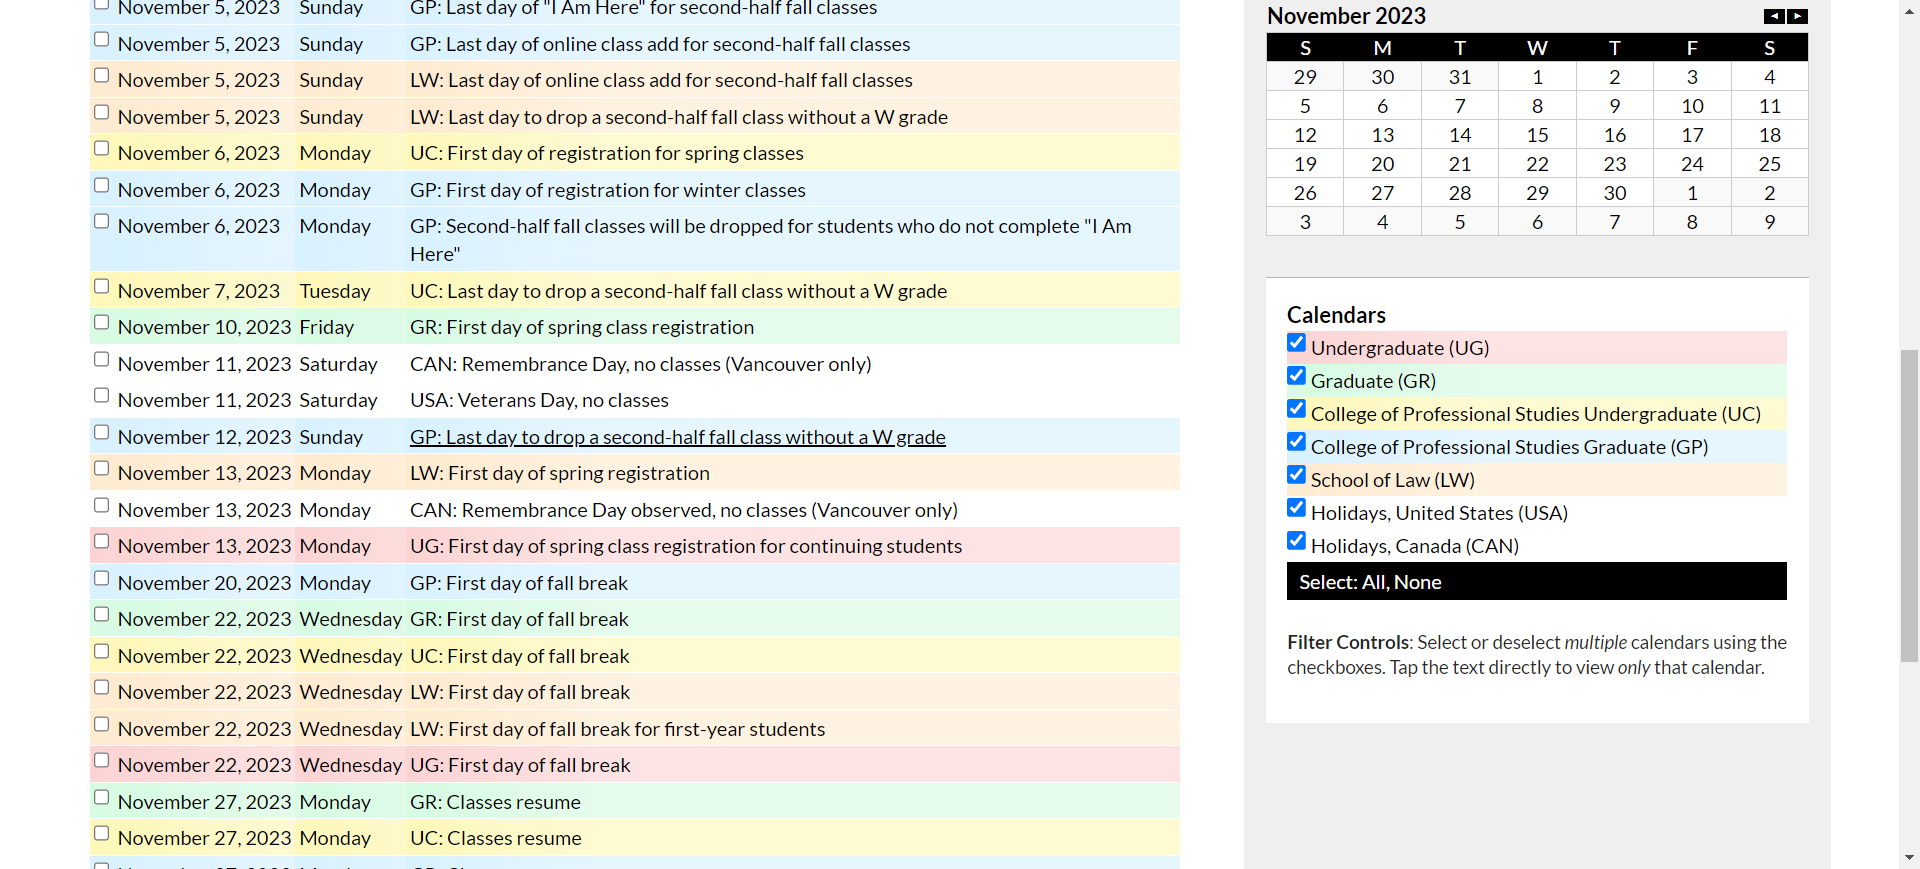 November 5, 2023 Sunday GP: Last day of "I Am Here" for second-half fall classes
November 5, 2023 Sunday GP: Last day of online class add for second-half fall classes
November 5, 2023 Sunday LW: Last day of online class add for second-half fall classes
November 5, 2023 Sunday LW: Last day to drop a second-half fall class without a W grade
November 6, 2023 Monday UC: First day of registration for spring classes
November 6, 2023 Monday GP: First day of registration for winter classes
November 6, 2023 Monday GP: Second-half fall classes will be dropped for students who do not complete "I Am
Here"
November 7, 2023 Tuesday UC: Last day to drop a second-half fall class without a W grade
November 10, 2023 Friday GR: First day of spring class registration
November 11, 2023 Saturday CAN: Remembrance Day, no classes (Vancouver only)
November 11, 2023 Saturday USA: Veterans Day, no classes
November 12, 2023 Sunday GP: Last day to drop a second-half fall class without a W grade
November 13, 2023 Monday LW: First day of spring registration
November 13, 2023 Monday CAN: Remembrance Day observed, no classes (Vancouver only)
November 13, 2023 Monday UG: First day of spring class registration for continuing students
November 20, 2023 Monday GP: First day of fall break
November 22, 2023 Wednesday GR: First day of fall break
November 22, 2023 Wednesday UC: First day of fall break
November 22, 2023 Wednesday LW: First day of fall break
November 22, 2023 Wednesday LW: First day of fall break for first-year students
November 22, 2023 Wednesday UG: First day of fall break
November 27, 2023 Monday GR: Classes resume
November 27, 2023 Monday UC: Classes resume
November 2023
S M T W T F S
29 30 31 1 2 3 4
5 6 7 8 9 10 11
12 13 14 15 16 17 18
19 20 21 22 23 24 25
26 27 28 29 30 1 2
3 4 5 6 7 8 9
Calendars
Undergraduate (UG)
Graduate (GR)
College of Professional Studies Undergraduate (UC)
College of Professional Studies Graduate (GP)
School of Law (LW)
Holidays, United States (USA)
Holidays, Canada (CAN)
Select: All, None
Filter Controls: Select or deselect multiple calendars using the
checkboxes. Tap the text directly to view only that calendar.